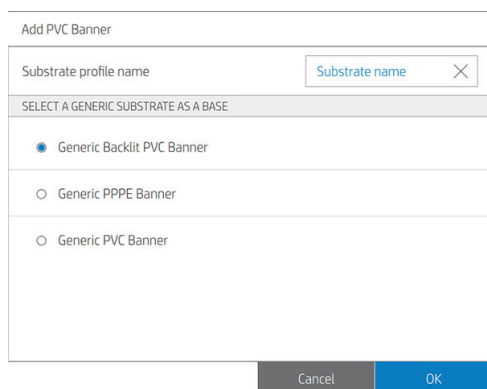 Add PVC Banner
Substrate profile name Substrate name
SELECT A GENERIC SUBSTRATE AS A BASE
Generic Backlit PVC Banner
Generic PPPE Banner
Generic PVC Banner
Cancel OK